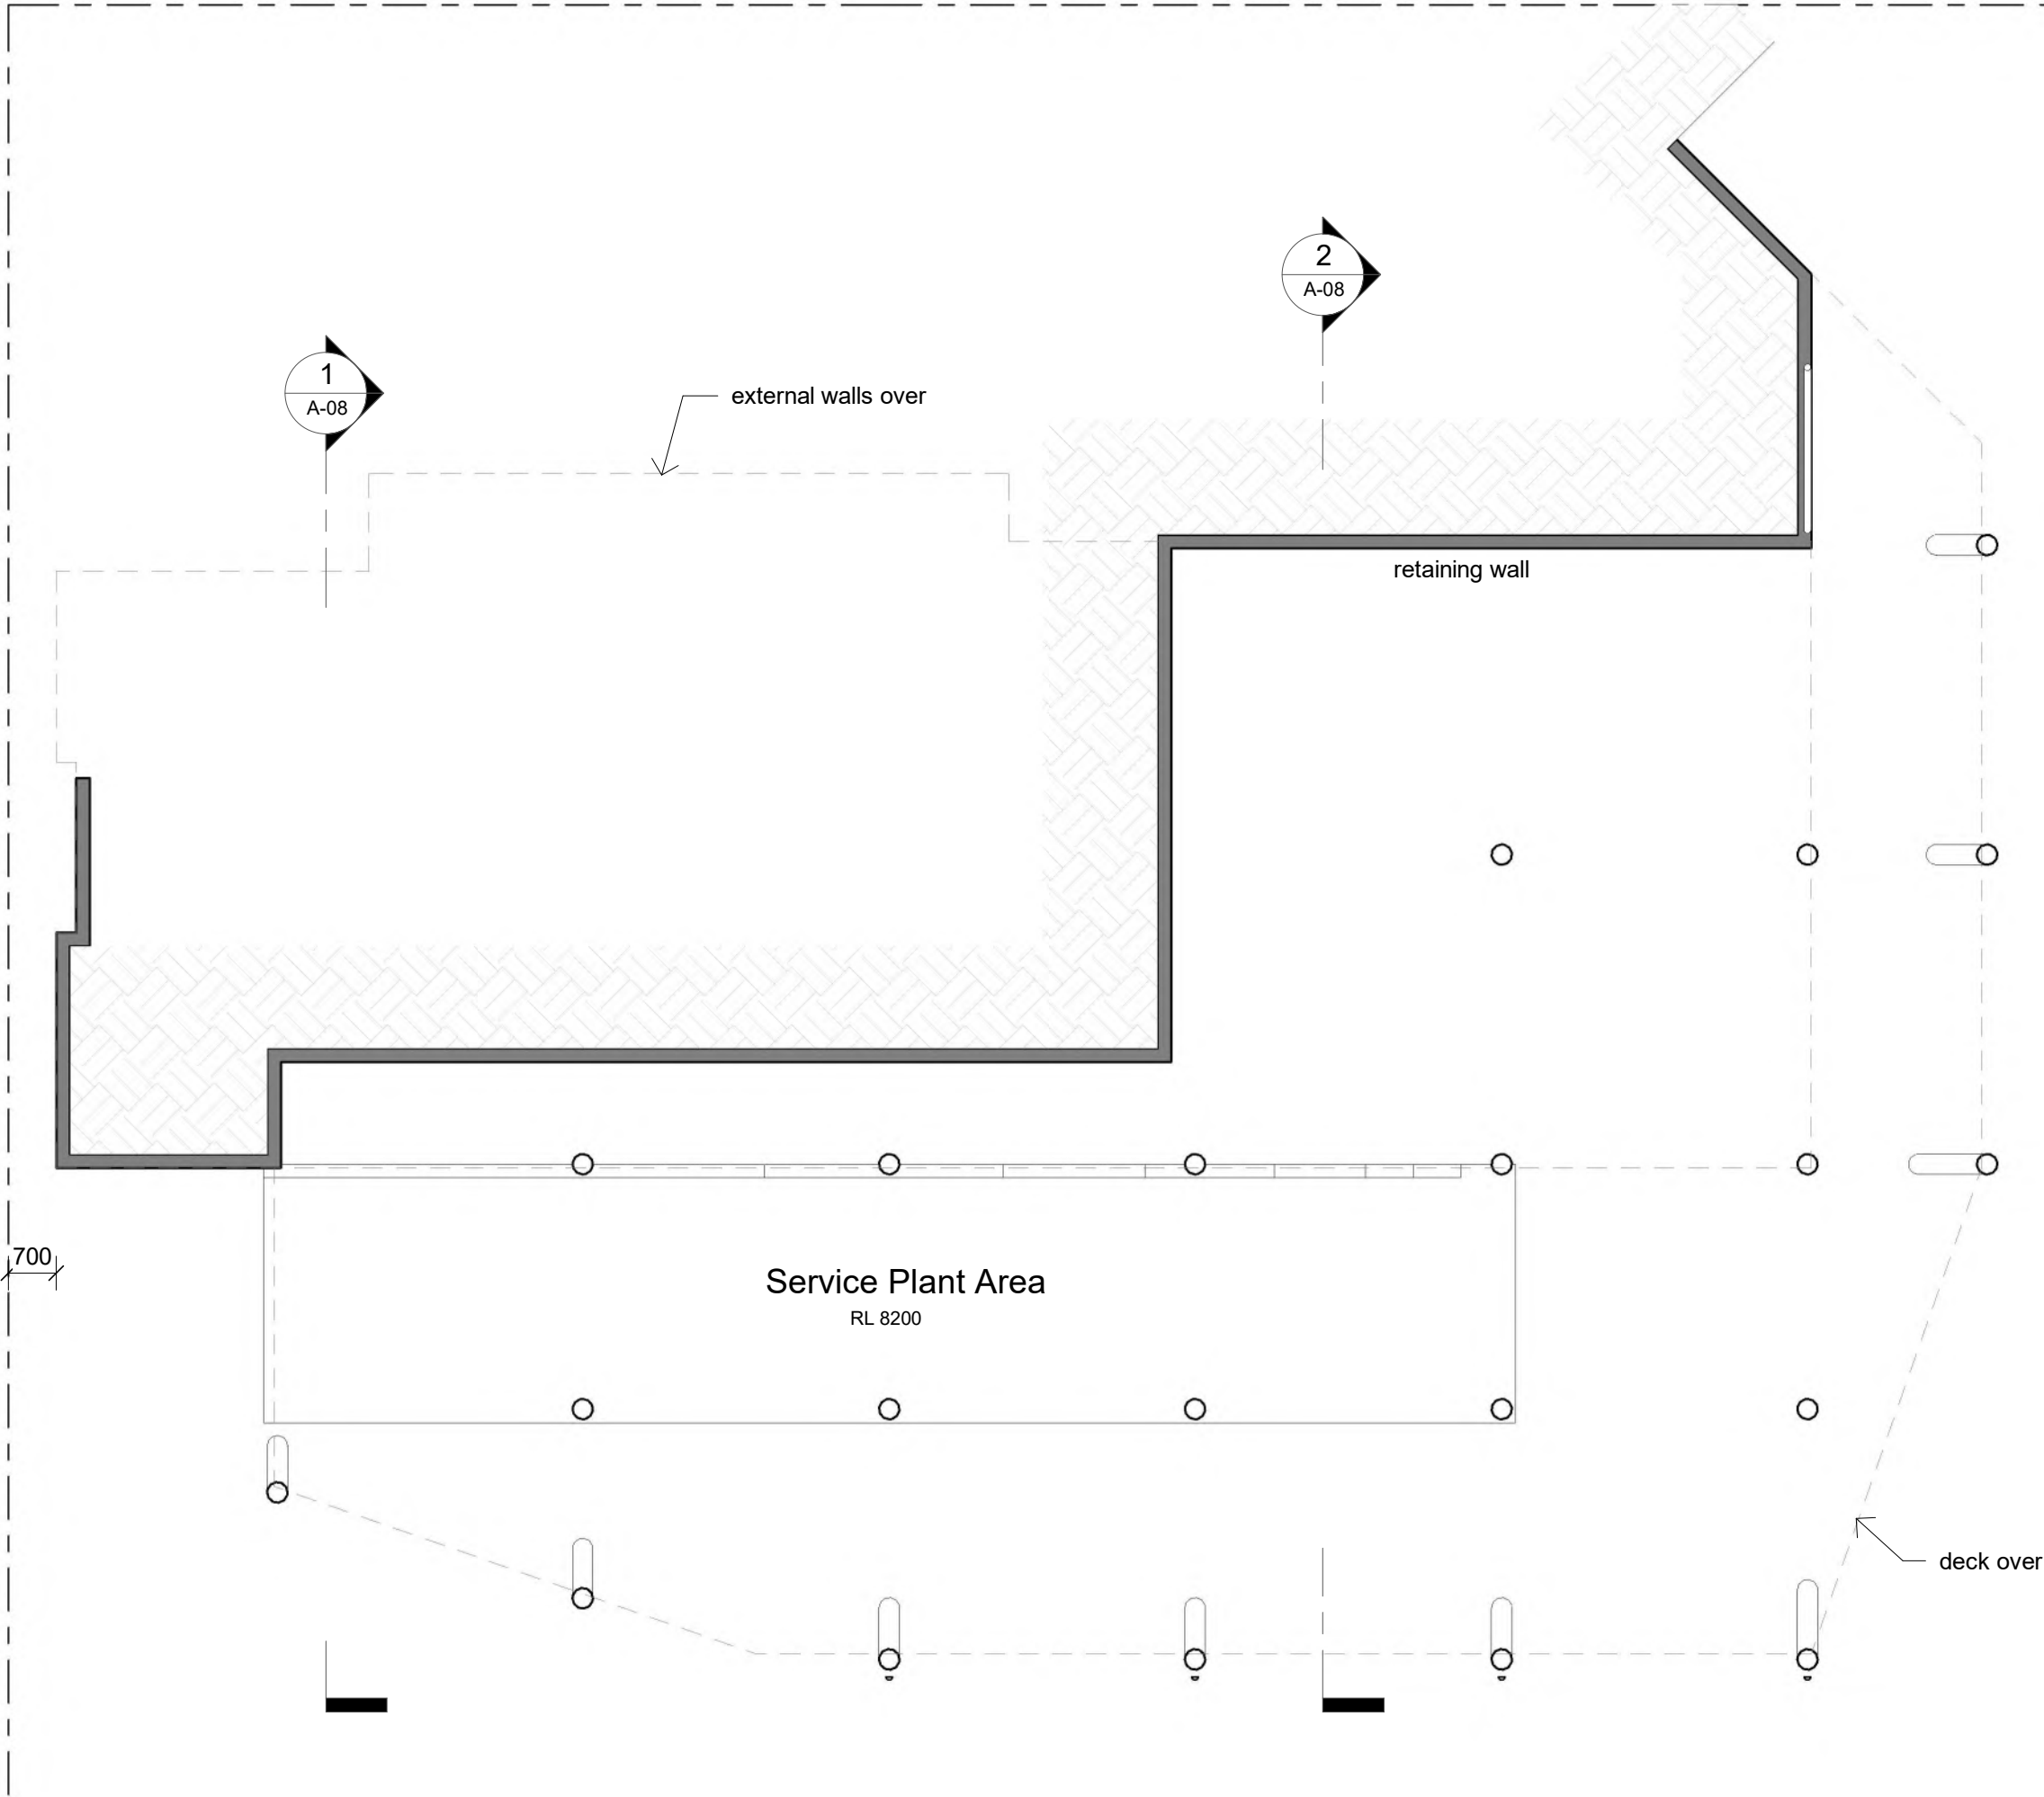 2
A-08
1
A-08
external walls over
retaining wall
700
Service Plant Area
RL 8200
deck over